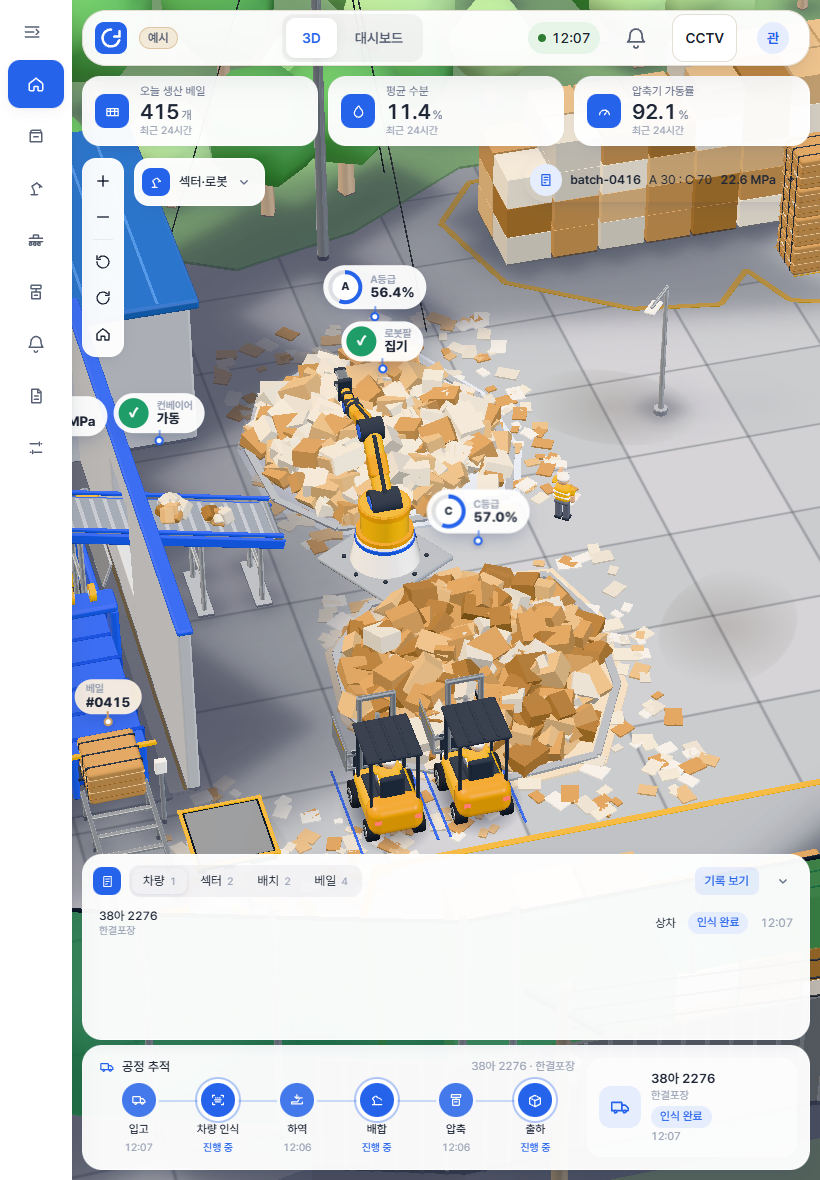 예시
3D
대시보드
12:07
CCTV
관
오늘 생산 베일
415개
최근 24시간
평균 수분
11.4%
최근 24시간
압축기 가동률
92.1%
최근 24시간
섹터·로봇
batch-0416 A 30 : C 70 22.6 MPa
A
A등급
56.4%
로봇팔
집기
MPa
컨베이어
가동
C
C등급
57.0%
베일
#0415
차량 1
섹터 2
배치 2
베일 4
기록 보기
38아 2276
한결포장
상차
인식 완료
12:07
공정 추적
38아 2276 · 한결포장
입고
12:07
차량 인식
진행 중
하역
12:06
배합
진행 중
압축
12:06
출하
진행 중
38아 2276
한결포장
인식 완료
12:07